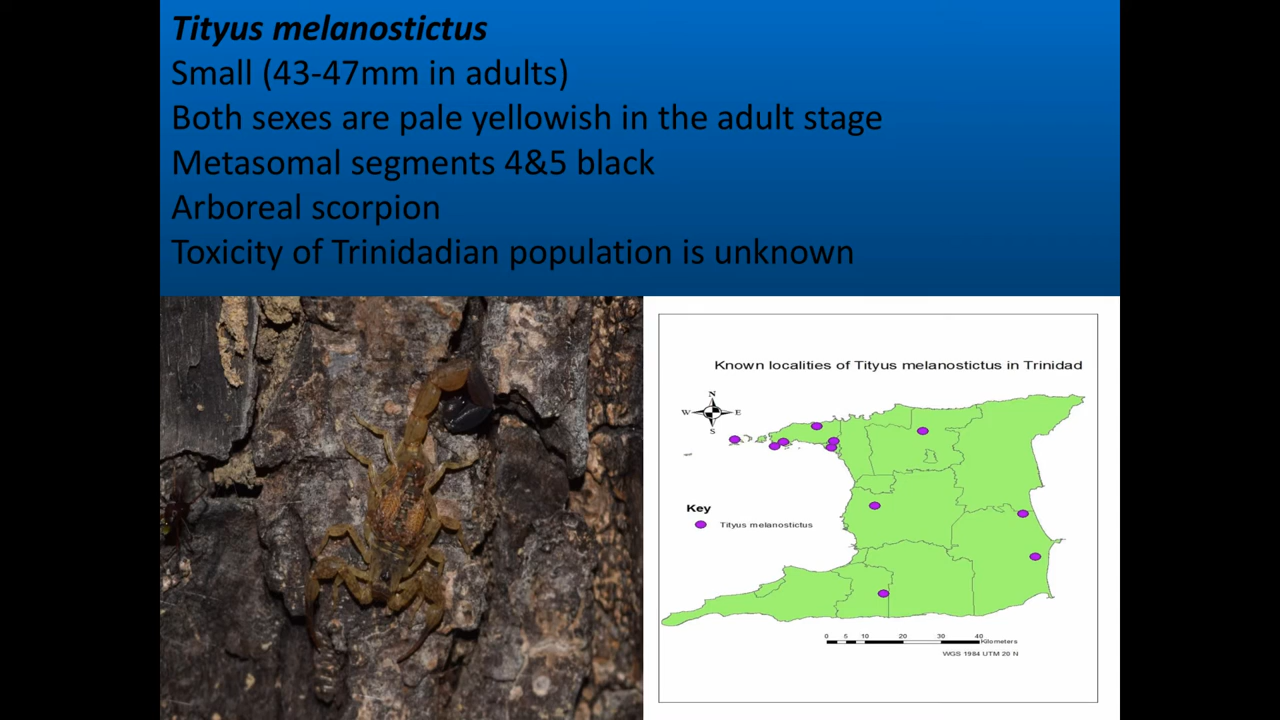 Tityus melanostictus
Small (43-47mm in adults)
Both sexes are pale yellowish in the adult stage
Metasomal segments 4&5 black
Arboreal scorpion
Toxicity of Trinidadian population is unknown
Known localities of Tityus melanostictus in Trinidad
N
W E
S
Key
Tityus melanostictus
0 5 10 20 30 40
Kilometers
WGS 1984 UTM 20 N